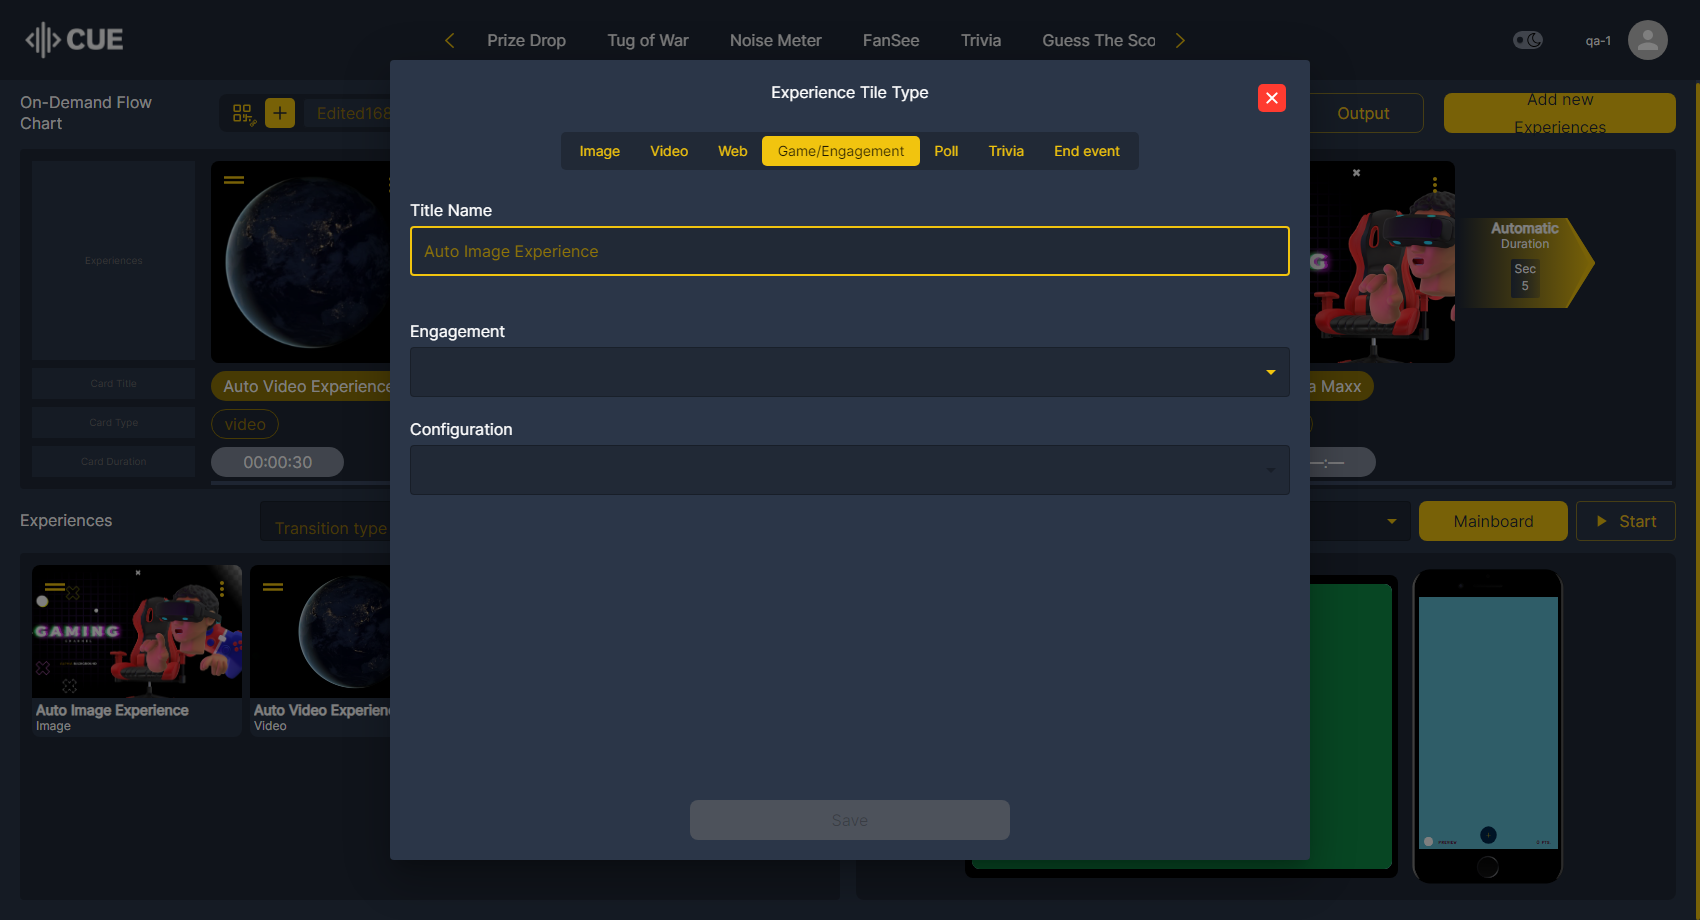 CUE
Prize Drop
Tug of War
Noise Meter
FanSee
Trivia
Guess The Sco
qa-1
On-Demand Flow
Chart
Edited168
Output
Add new
Experiences
Experience Tile Type
Image
Video
Web
Game/Engagement
Poll
Trivia
End event
Title Name
Auto Image Experience
Engagement
Configuration
Save
Experiences
Card Title
Card Type
Card Duration
Auto Video Experience
video
00:00:30
G
Automatic
Duration
Sec
5
a Maxx
—:—
Experiences
Transition type
Mainboard
Start
GAMING
Auto Image Experience
Image
Auto Video Experien
Video